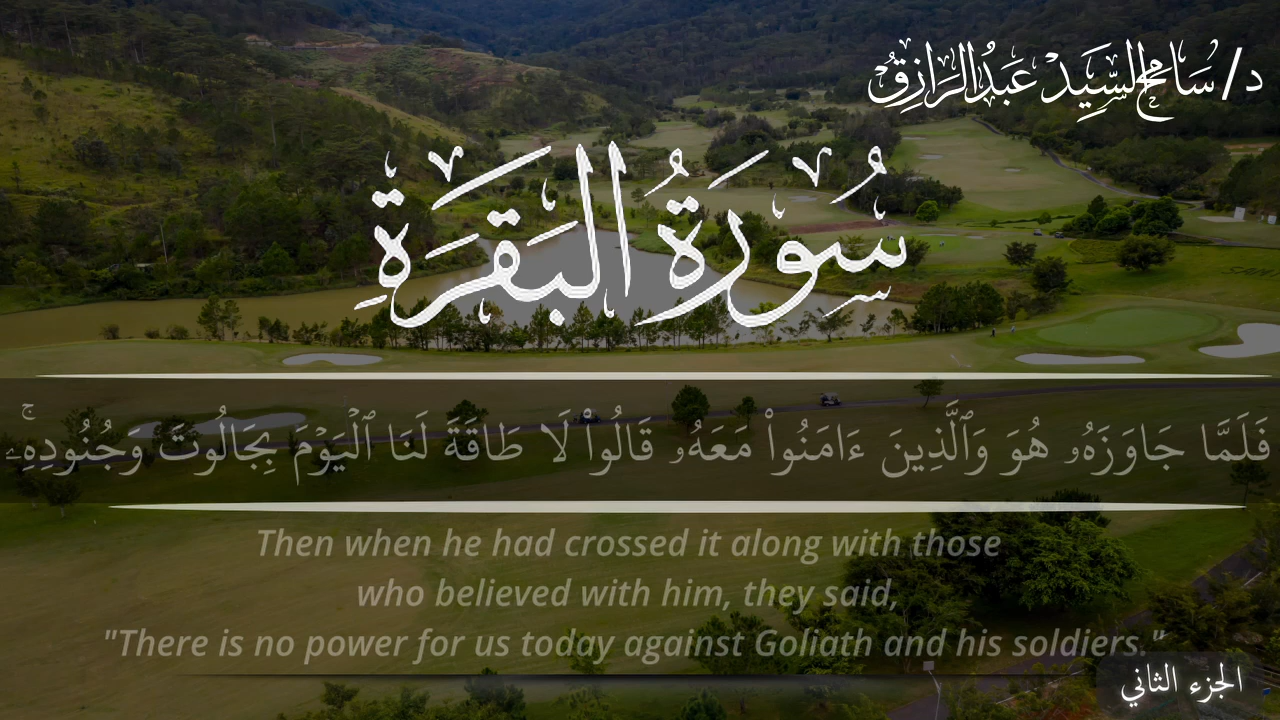 د/ سَامِحُ السَّيِّدْ عَبْدُ الرَّازِقْ
سُورَةُ الْبَقَرَةِ
فَلَمَّا جَاوَزَهُۥ هُوَ وَٱلَّذِينَ ءَامَنُوا۟ مَعَهُۥ قَالُوا۟ لَا طَاقَةَ لَنَا ٱلْيَوْمَ بِجَالُوتَ وَجُنُودِهِۦۚ
Then when he had crossed it along with those
who believed with him, they said,
"There is no power for us today against Goliath and his soldiers."
الجزء الثاني